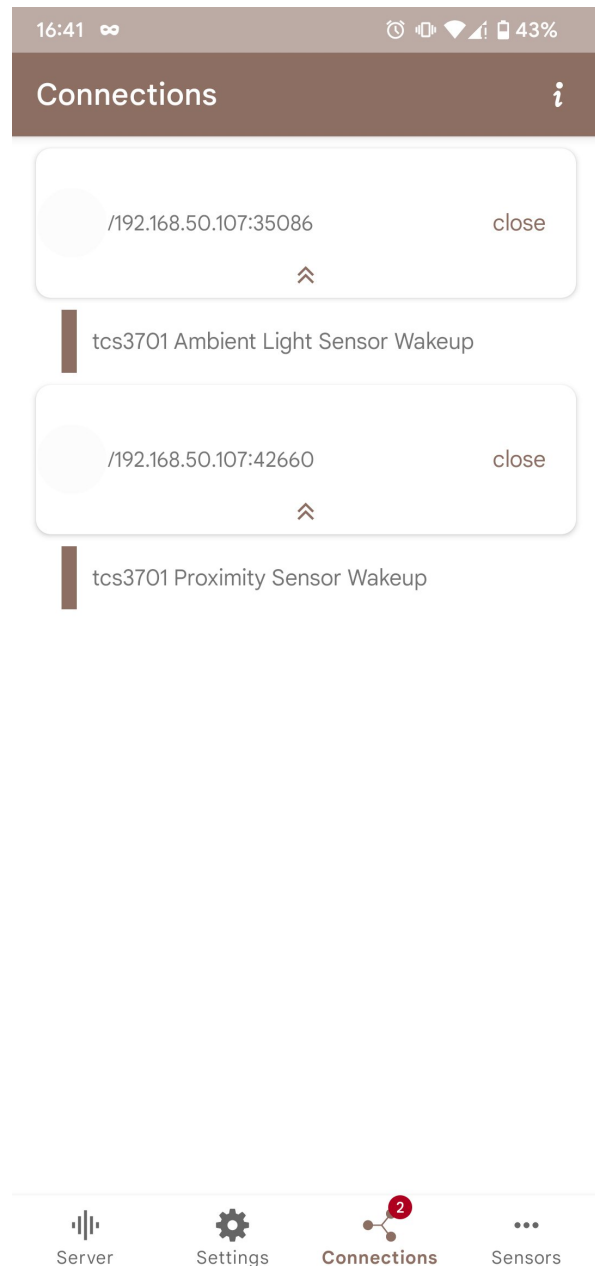 16:41 43%
Connections
/192.168.50.107:35086 close
tcs3701 Ambient Light Sensor Wakeup
/192.168.50.107:42660 close
tcs3701 Proximity Sensor Wakeup
2
Server Settings Connections Sensors